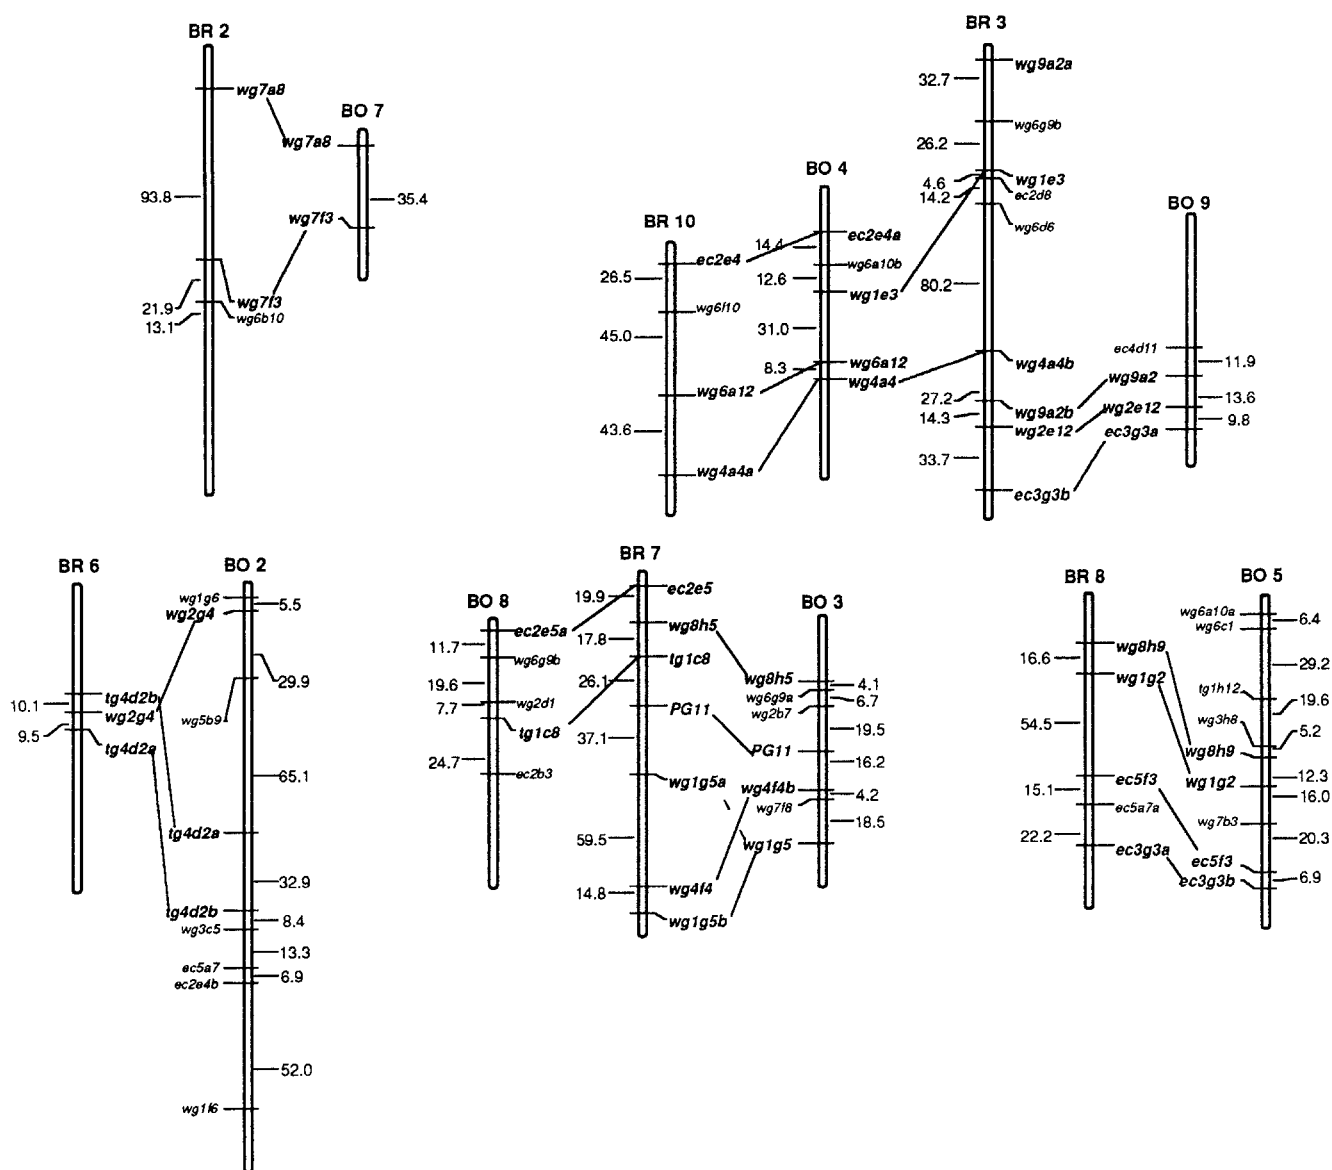 BR 2
wg7a8
BO 7
wg7a8
93.8
35.4
wg7f3
wg7f3
21.9
wg6b10
13.1
BR 10
ec2e4
26.5
wg6f10
45.0
wg6a12
43.6
wg4a4a
BO 4
ec2e4a
14.4
wg6a10b
12.6
wg1e3
31.0
wg6a12
8.3
wg4a4
BR 3
wg9a2a
32.7
wg6g9b
26.2
wg1e3
4.6
ec2d8
14.2
wg6d6
80.2
wg4a4b
27.2
wg9a2b
14.3
wg2e12
33.7
ec3g3b
BO 9
ec4d11
11.9
wg9a2
13.6
wg2e12
9.8
ec3g3a
BR 6
tg4d2b
10.1
wg2g4
9.5
tg4d2a
BO 2
wg1g6
5.5
wg2g4
29.9
wg5b9
65.1
tg4d2a
32.9
tg4d2b
8.4
wg3c5
13.3
ec5a7
6.9
ec2e4b
52.0
wg1f6
BO 8
ec2e5a
11.7
wg6g9b
19.6
wg2d1
7.7
tg1c8
24.7
ec2b3
BR 7
ec2e5
19.9
wg8h5
17.8
tg1c8
26.1
PG11
37.1
wg1g5a
59.5
wg4f4
14.8
wg1g5b
BO 3
wg8h5
4.1
wg6g9a
6.7
wg2b7
19.5
PG11
16.2
wg4f4b
4.2
wg7f8
18.5
wg1g5
BR 8
wg8h9
16.6
wg1g2
54.5
ec5f3
15.1
ec5a7a
22.2
ec3g3a
BO 5
wg6a10a
6.4
wg6c1
29.2
tg1h12
19.6
wg3h8
5.2
wg8h9
12.3
wg1g2
16.0
wg7b3
20.3
ec5f3
6.9
ec3g3b